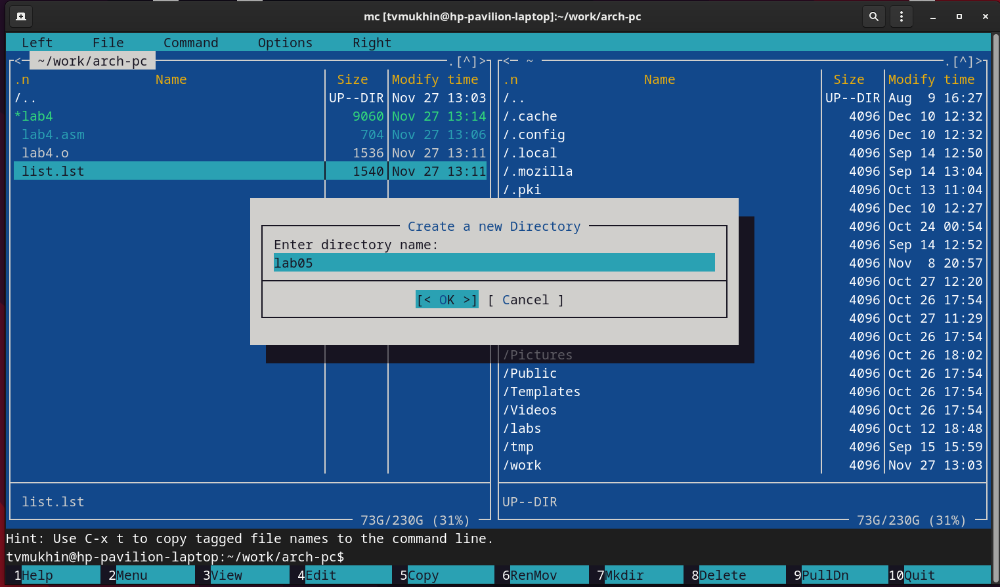 mc [tvmukhin@hp-pavilion-laptop]:~/work/arch-pc
Left File Command Options Right
<─ ~/work/arch-pc .[^]>
.n Name Size Modify time
/.. UP--DIR Nov 27 13:03
*lab4 9060 Nov 27 13:14
lab4.asm 704 Nov 27 13:06
lab4.o 1536 Nov 27 13:11
list.lst 1540 Nov 27 13:11
list.lst
73G/230G (31%)
<─ ~ .[^]>
.n Name Size Modify time
/.. UP--DIR Aug 9 16:27
/.cache 4096 Dec 10 12:32
/.config 4096 Dec 10 12:32
/.local 4096 Sep 14 12:50
/.mozilla 4096 Sep 14 13:04
/.pki 4096 Oct 13 11:04
4096 Dec 10 12:27
4096 Oct 24 00:54
4096 Sep 14 12:52
4096 Nov 8 20:57
4096 Oct 27 12:20
4096 Oct 26 17:54
4096 Oct 27 11:29
4096 Oct 26 17:54
/Pictures 4096 Oct 26 18:02
/Public 4096 Oct 26 17:54
/Templates 4096 Oct 26 17:54
/Videos 4096 Oct 26 17:54
/labs 4096 Oct 12 18:48
/tmp 4096 Sep 15 15:59
/work 4096 Nov 27 13:03
UP--DIR
73G/230G (31%)
Create a new Directory
Enter directory name:
lab05
[< OK >] [ Cancel ]
Hint: Use C-x t to copy tagged file names to the command line.
tvmukhin@hp-pavilion-laptop:~/work/arch-pc$
1Help 2Menu 3View 4Edit 5Copy 6RenMov 7Mkdir 8Delete 9PullDn 10Quit